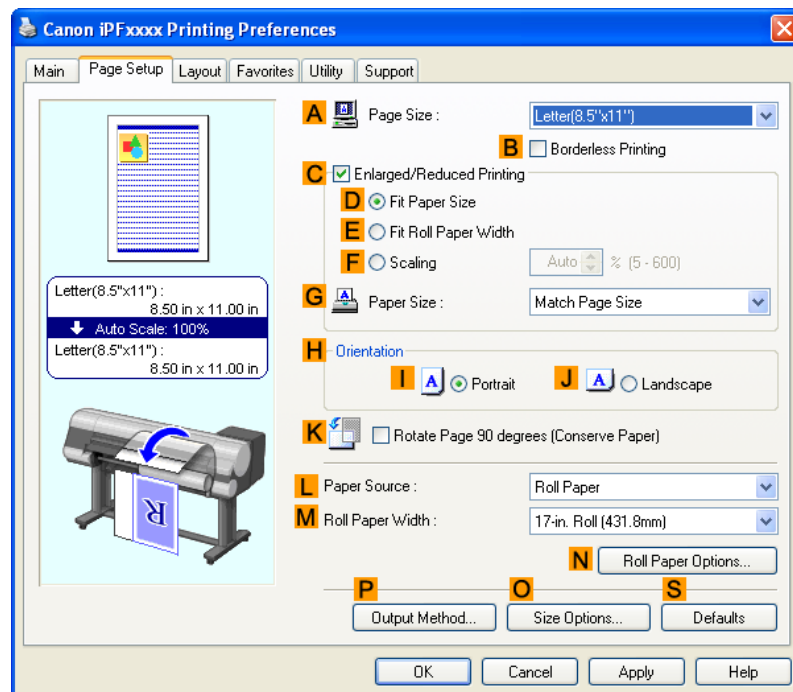 Canon iPFxxxx Printing Preferences
Main Page Setup Layout Favorites Utility Support
A Page Size : Letter(8.5"x11")
B Borderless Printing
C Enlarged/Reduced Printing
D Fit Paper Size
E Fit Roll Paper Width
F Scaling Auto % (5 - 600)
G A Paper Size : Match Page Size
Letter(8.5"x11") :
8.50 in x 11.00 in
Auto Scale: 100%
Letter(8.5"x11") :
8.50 in x 11.00 in
H Orientation
I A Portrait J A Landscape
K Rotate Page 90 degrees (Conserve Paper)
R
L Paper Source : Roll Paper
M Roll Paper Width : 17-in. Roll (431.8mm)
N Roll Paper Options...
P O S
Output Method... Size Options... Defaults
OK Cancel Apply Help